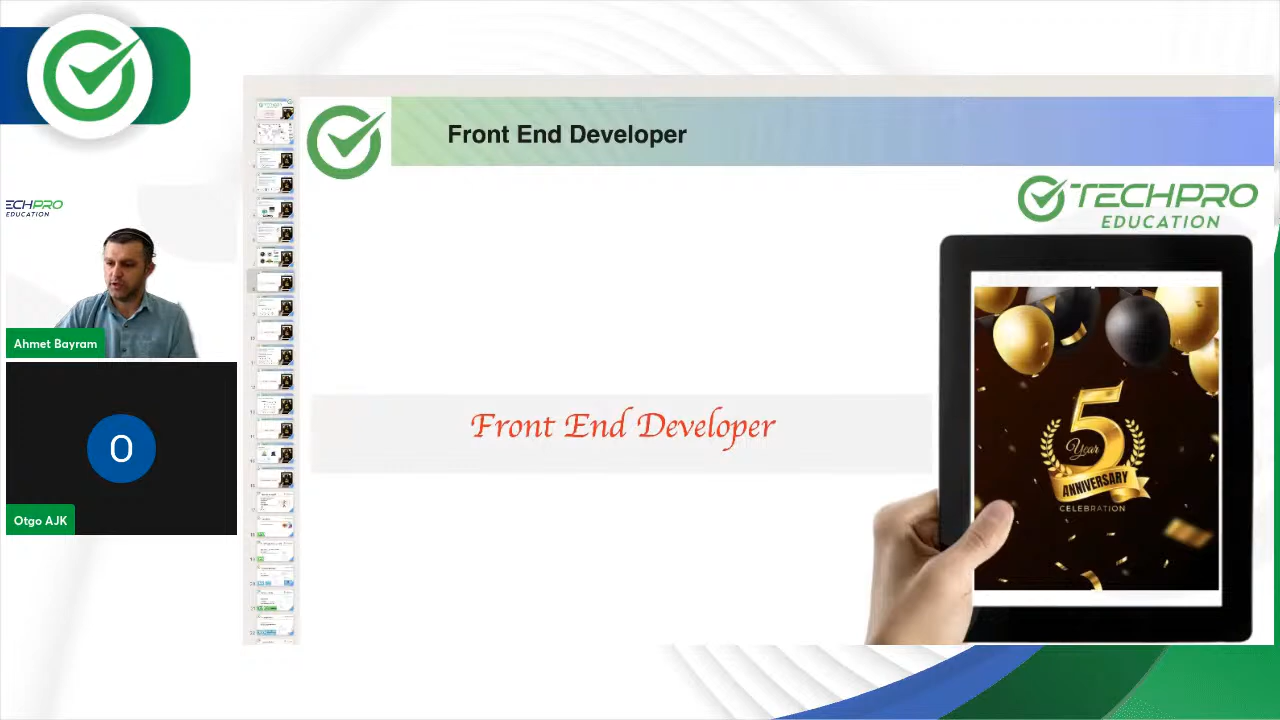 Front End Developer
TECHPRO
EDUCATION
ECHPRO
EDUCATION
Ahmet Bayram
O
Otgo AJK
Front End Developer
5
Year
ANNIVERSARY
CELEBRATION